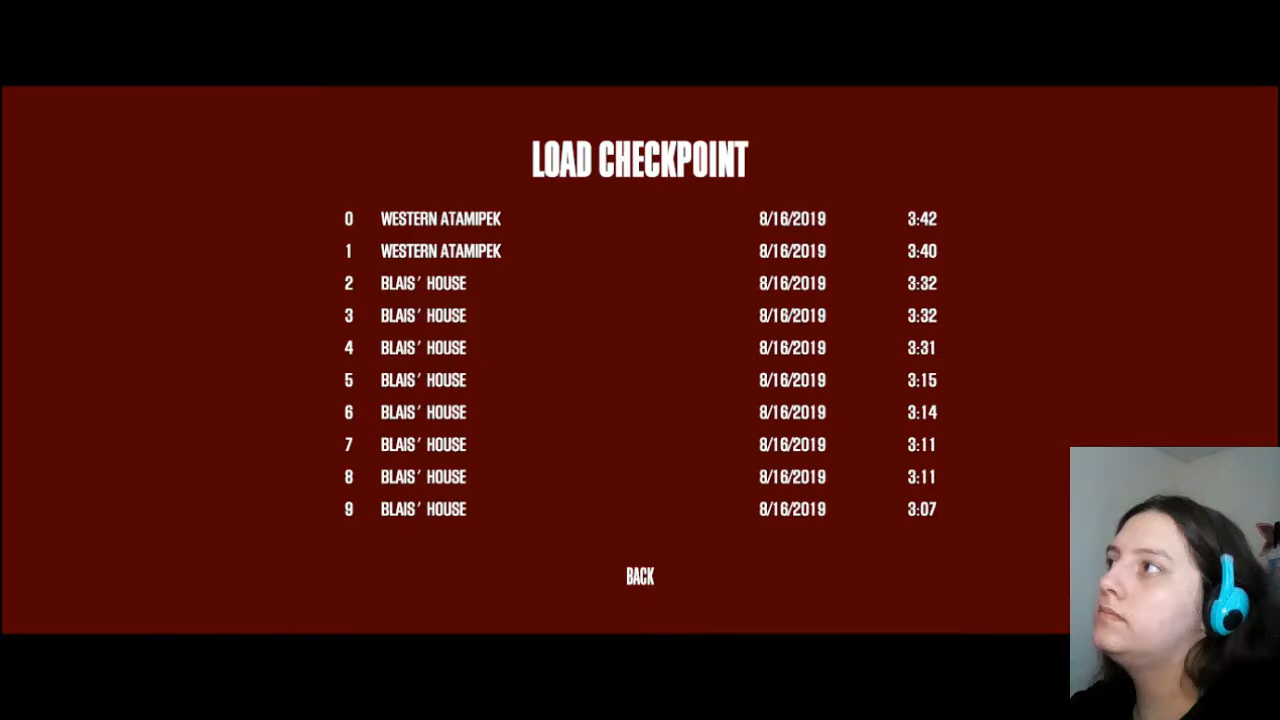 LOAD CHECKPOINT
0 WESTERN ATAMIPEK 8/16/2019 3:42
1 WESTERN ATAMIPEK 8/16/2019 3:40
2 BLAIS' HOUSE 8/16/2019 3:32
3 BLAIS' HOUSE 8/16/2019 3:32
4 BLAIS' HOUSE 8/16/2019 3:31
5 BLAIS' HOUSE 8/16/2019 3:15
6 BLAIS' HOUSE 8/16/2019 3:14
7 BLAIS' HOUSE 8/16/2019 3:11
8 BLAIS' HOUSE 8/16/2019 3:11
9 BLAIS' HOUSE 8/16/2019 3:07
BACK